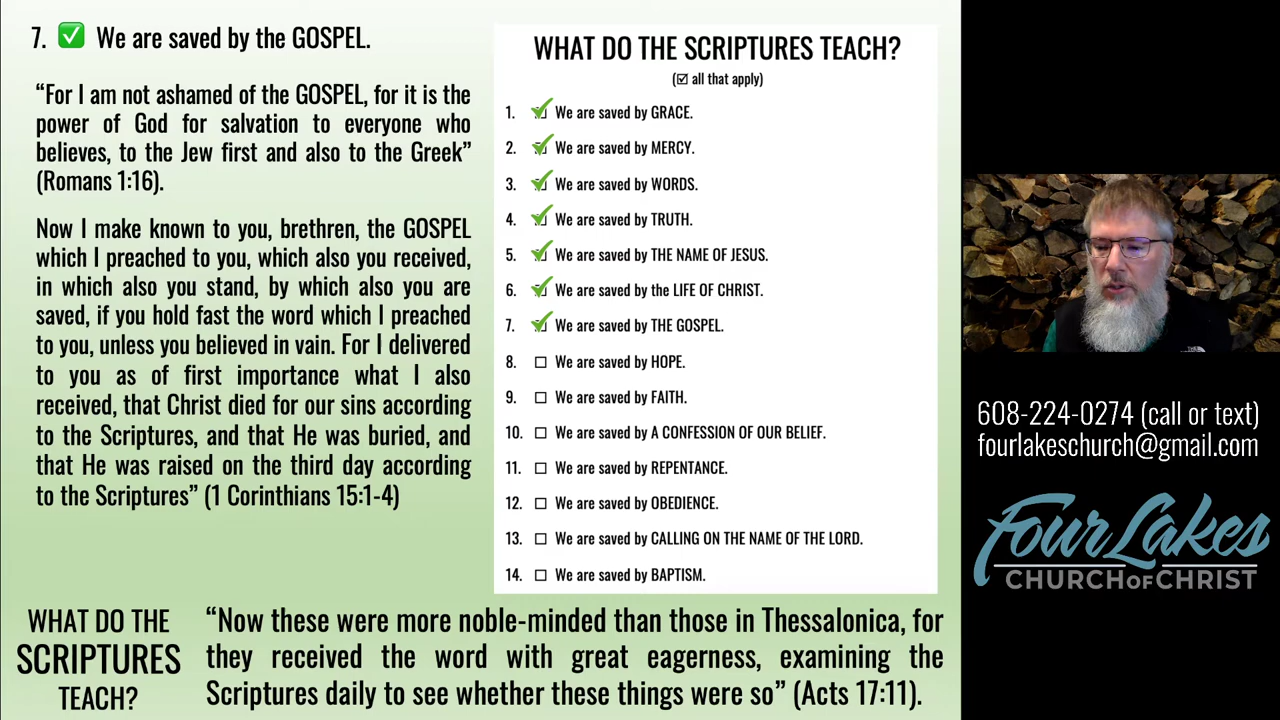 7. ✅ We are saved by the GOSPEL.
“For I am not ashamed of the GOSPEL, for it is the
power of God for salvation to everyone who
believes, to the Jew first and also to the Greek”
(Romans 1:16).
Now I make known to you, brethren, the GOSPEL
which I preached to you, which also you received,
in which also you stand, by which also you are
saved, if you hold fast the word which I preached
to you, unless you believed in vain. For I delivered
to you as of first importance what I also
received, that Christ died for our sins according
to the Scriptures, and that He was buried, and
that He was raised on the third day according
to the Scriptures” (1 Corinthians 15:1-4)
WHAT DO THE SCRIPTURES TEACH?
(☑ all that apply)
1. We are saved by GRACE.
2. We are saved by MERCY.
3. We are saved by WORDS.
4. We are saved by TRUTH.
5. We are saved by THE NAME OF JESUS.
6. We are saved by the LIFE OF CHRIST.
7. We are saved by THE GOSPEL.
8. ☐ We are saved by HOPE.
9. ☐ We are saved by FAITH.
10. ☐ We are saved by A CONFESSION OF OUR BELIEF.
11. ☐ We are saved by REPENTANCE.
12. ☐ We are saved by OBEDIENCE.
13. ☐ We are saved by CALLING ON THE NAME OF THE LORD.
14. ☐ We are saved by BAPTISM.
WHAT DO THE
SCRIPTURES
TEACH?
“Now these were more noble-minded than those in Thessalonica, for
they received the word with great eagerness, examining the
Scriptures daily to see whether these things were so” (Acts 17:11).
608-224-0274 (call or text)
fourlakeschurch@gmail.com
Four Lakes
CHURCH OF CHRIST